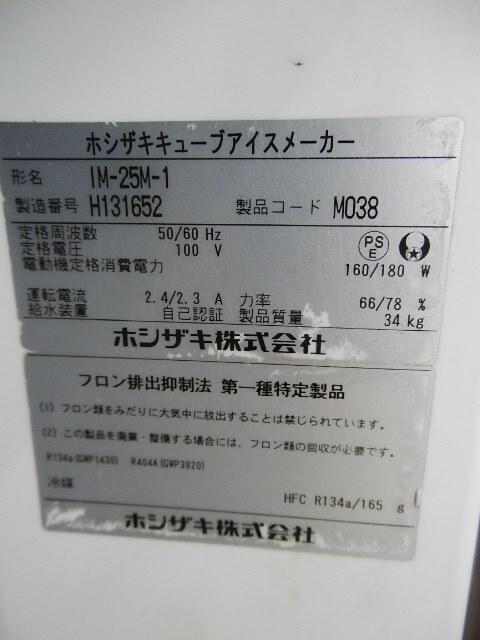 ホシザキキューブアイスメーカー
形名 IM-25M-1
製造番号 H131652 製品コード M038
定格周波数 50/60 Hz
定格電圧 100 V
電動機定格消費電力 160/180 W
PS E
運転電流 2.4/2.3 A 力率 66/78 %
給水装置 自己認証 製品質量 34 kg
ホシザキ株式会社
フロン排出抑制法 第一種特定製品
(1) フロン類をみだりに大気中に放出することは禁じられています。
(2) この製品を廃棄・整備する場合には、フロン類の回収が必要です。
R134a(GWP1430) R404A(GWP3920)
冷媒 HFC R134a/165 g
ホシザキ株式会社